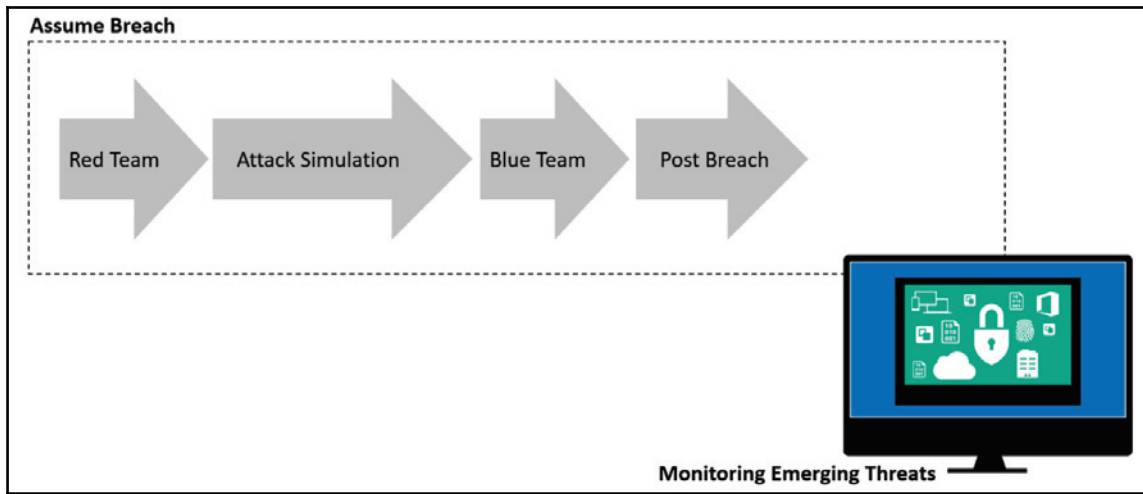 Assume Breach
Red Team
Attack Simulation
Blue Team
Post Breach
Monitoring Emerging Threats